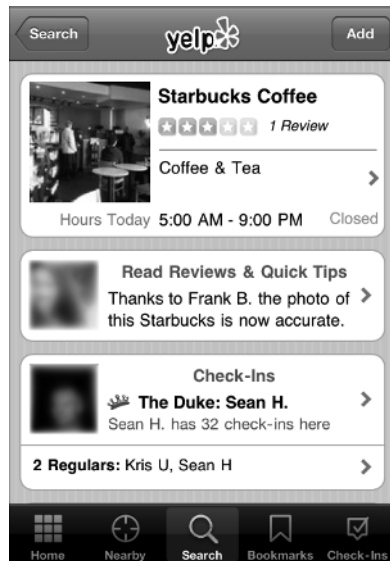 Search
yelp
Add
Starbucks Coffee
1 Review
Coffee & Tea
Hours Today 5:00 AM - 9:00 PM Closed
Read Reviews & Quick Tips
Thanks to Frank B. the photo of
this Starbucks is now accurate.
Check-Ins
The Duke: Sean H.
Sean H. has 32 check-ins here
2 Regulars: Kris U, Sean H
Home Nearby Search Bookmarks Check-Ins